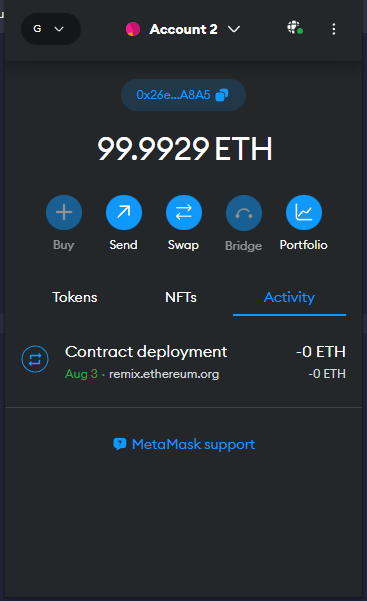 G
Account 2
0x26e...A8A5
99.9929 ETH
Buy
Send
Swap
Bridge
Portfolio
Tokens
NFTs
Activity
Contract deployment
-0 ETH
Aug 3 · remix.ethereum.org
-0 ETH
MetaMask support